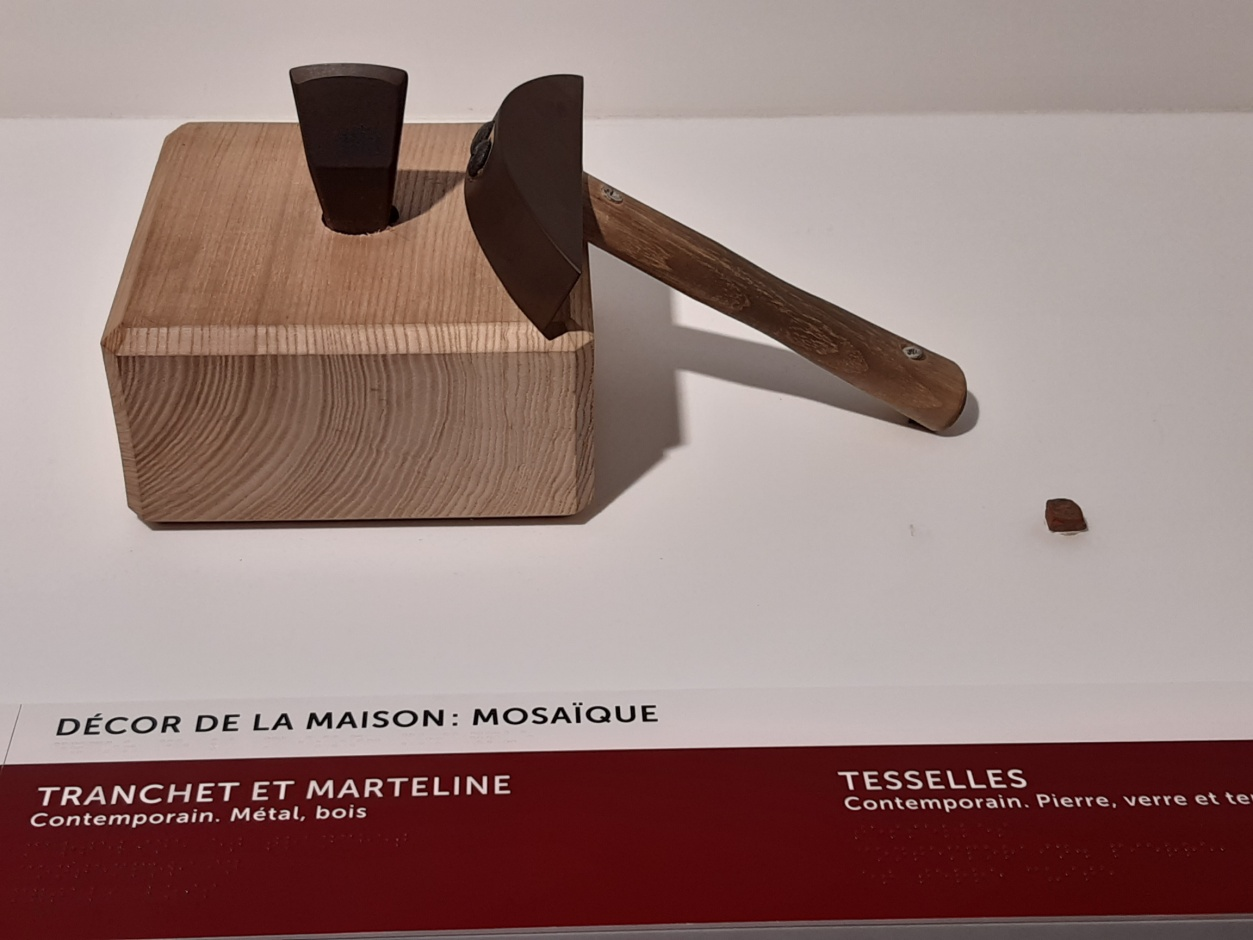 DÉCOR DE LA MAISON : MOSAÏQUE
TRANCHET ET MARTELINE
Contemporain. Métal, bois
TESSELLES
Contemporain. Pierre, verre et